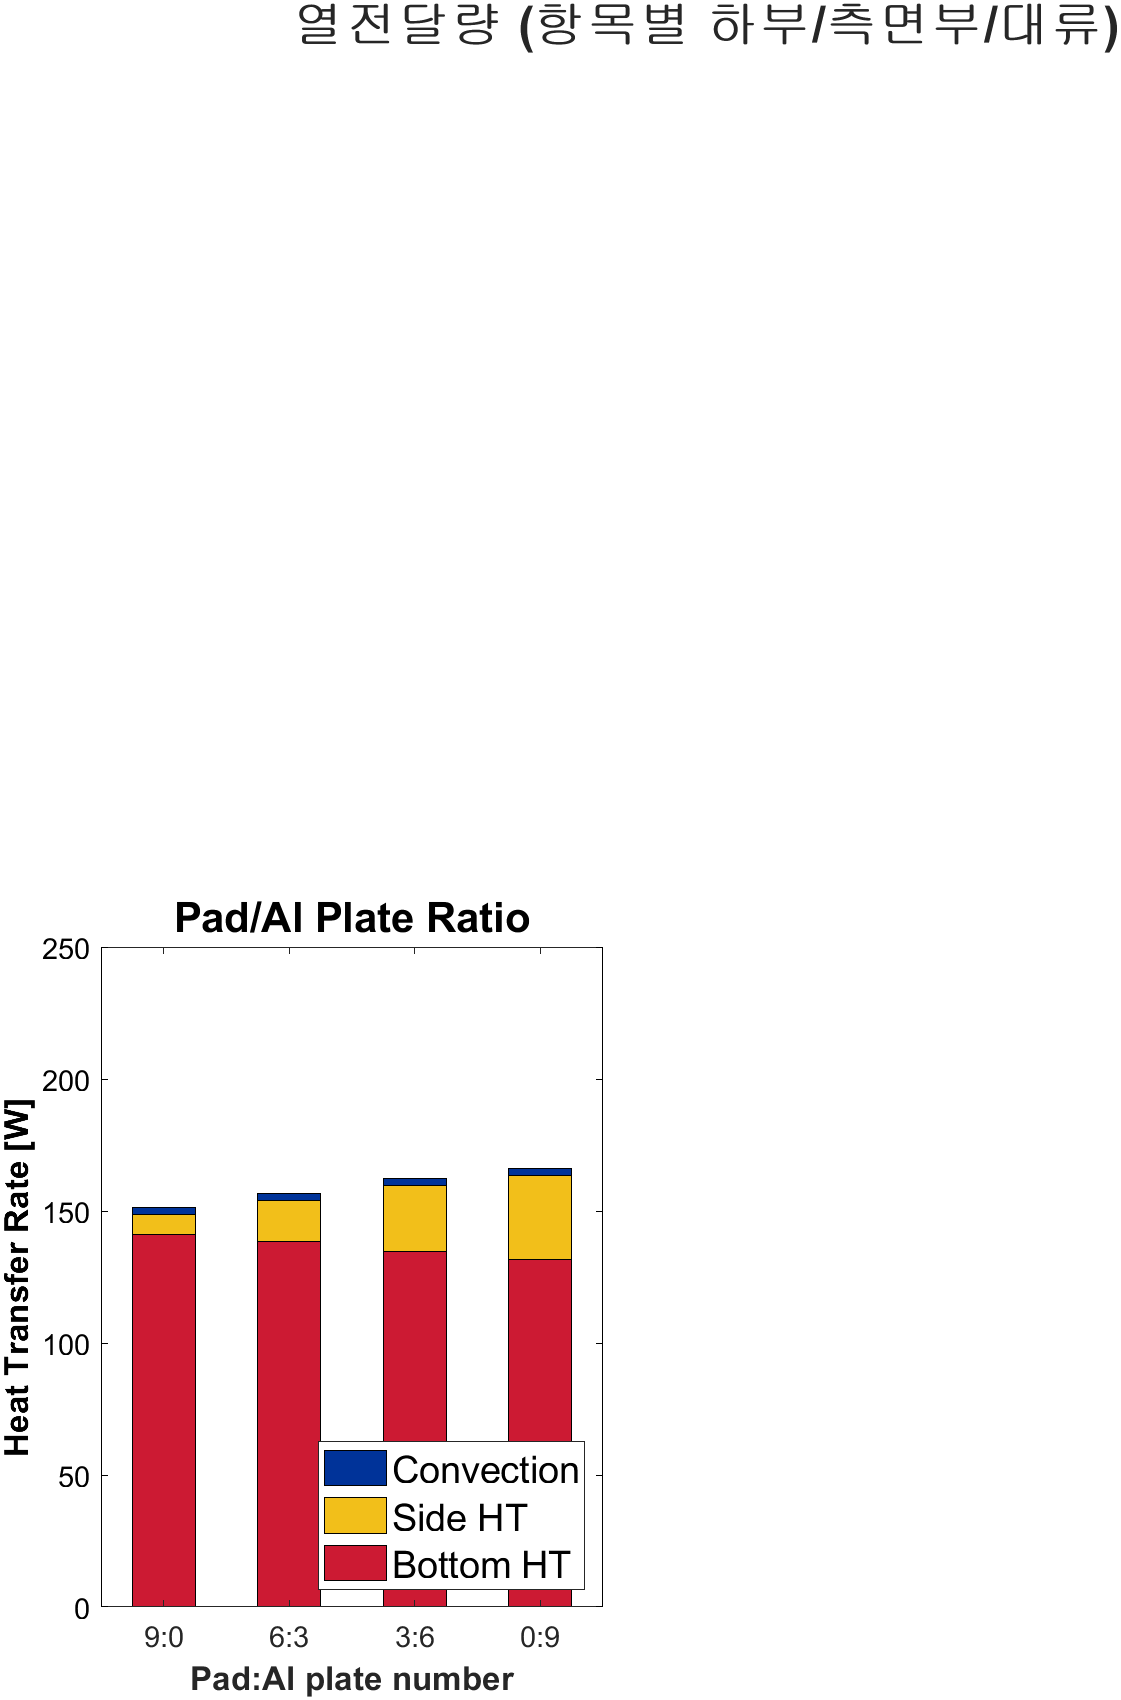 열전달량 (항목별 하부/측면부/대류)
Pad/Al Plate Ratio
250
200
150
100
50
0
Heat Transfer Rate [W]
Convection
Side HT
Bottom HT
9:0 6:3 3:6 0:9
Pad:Al plate number